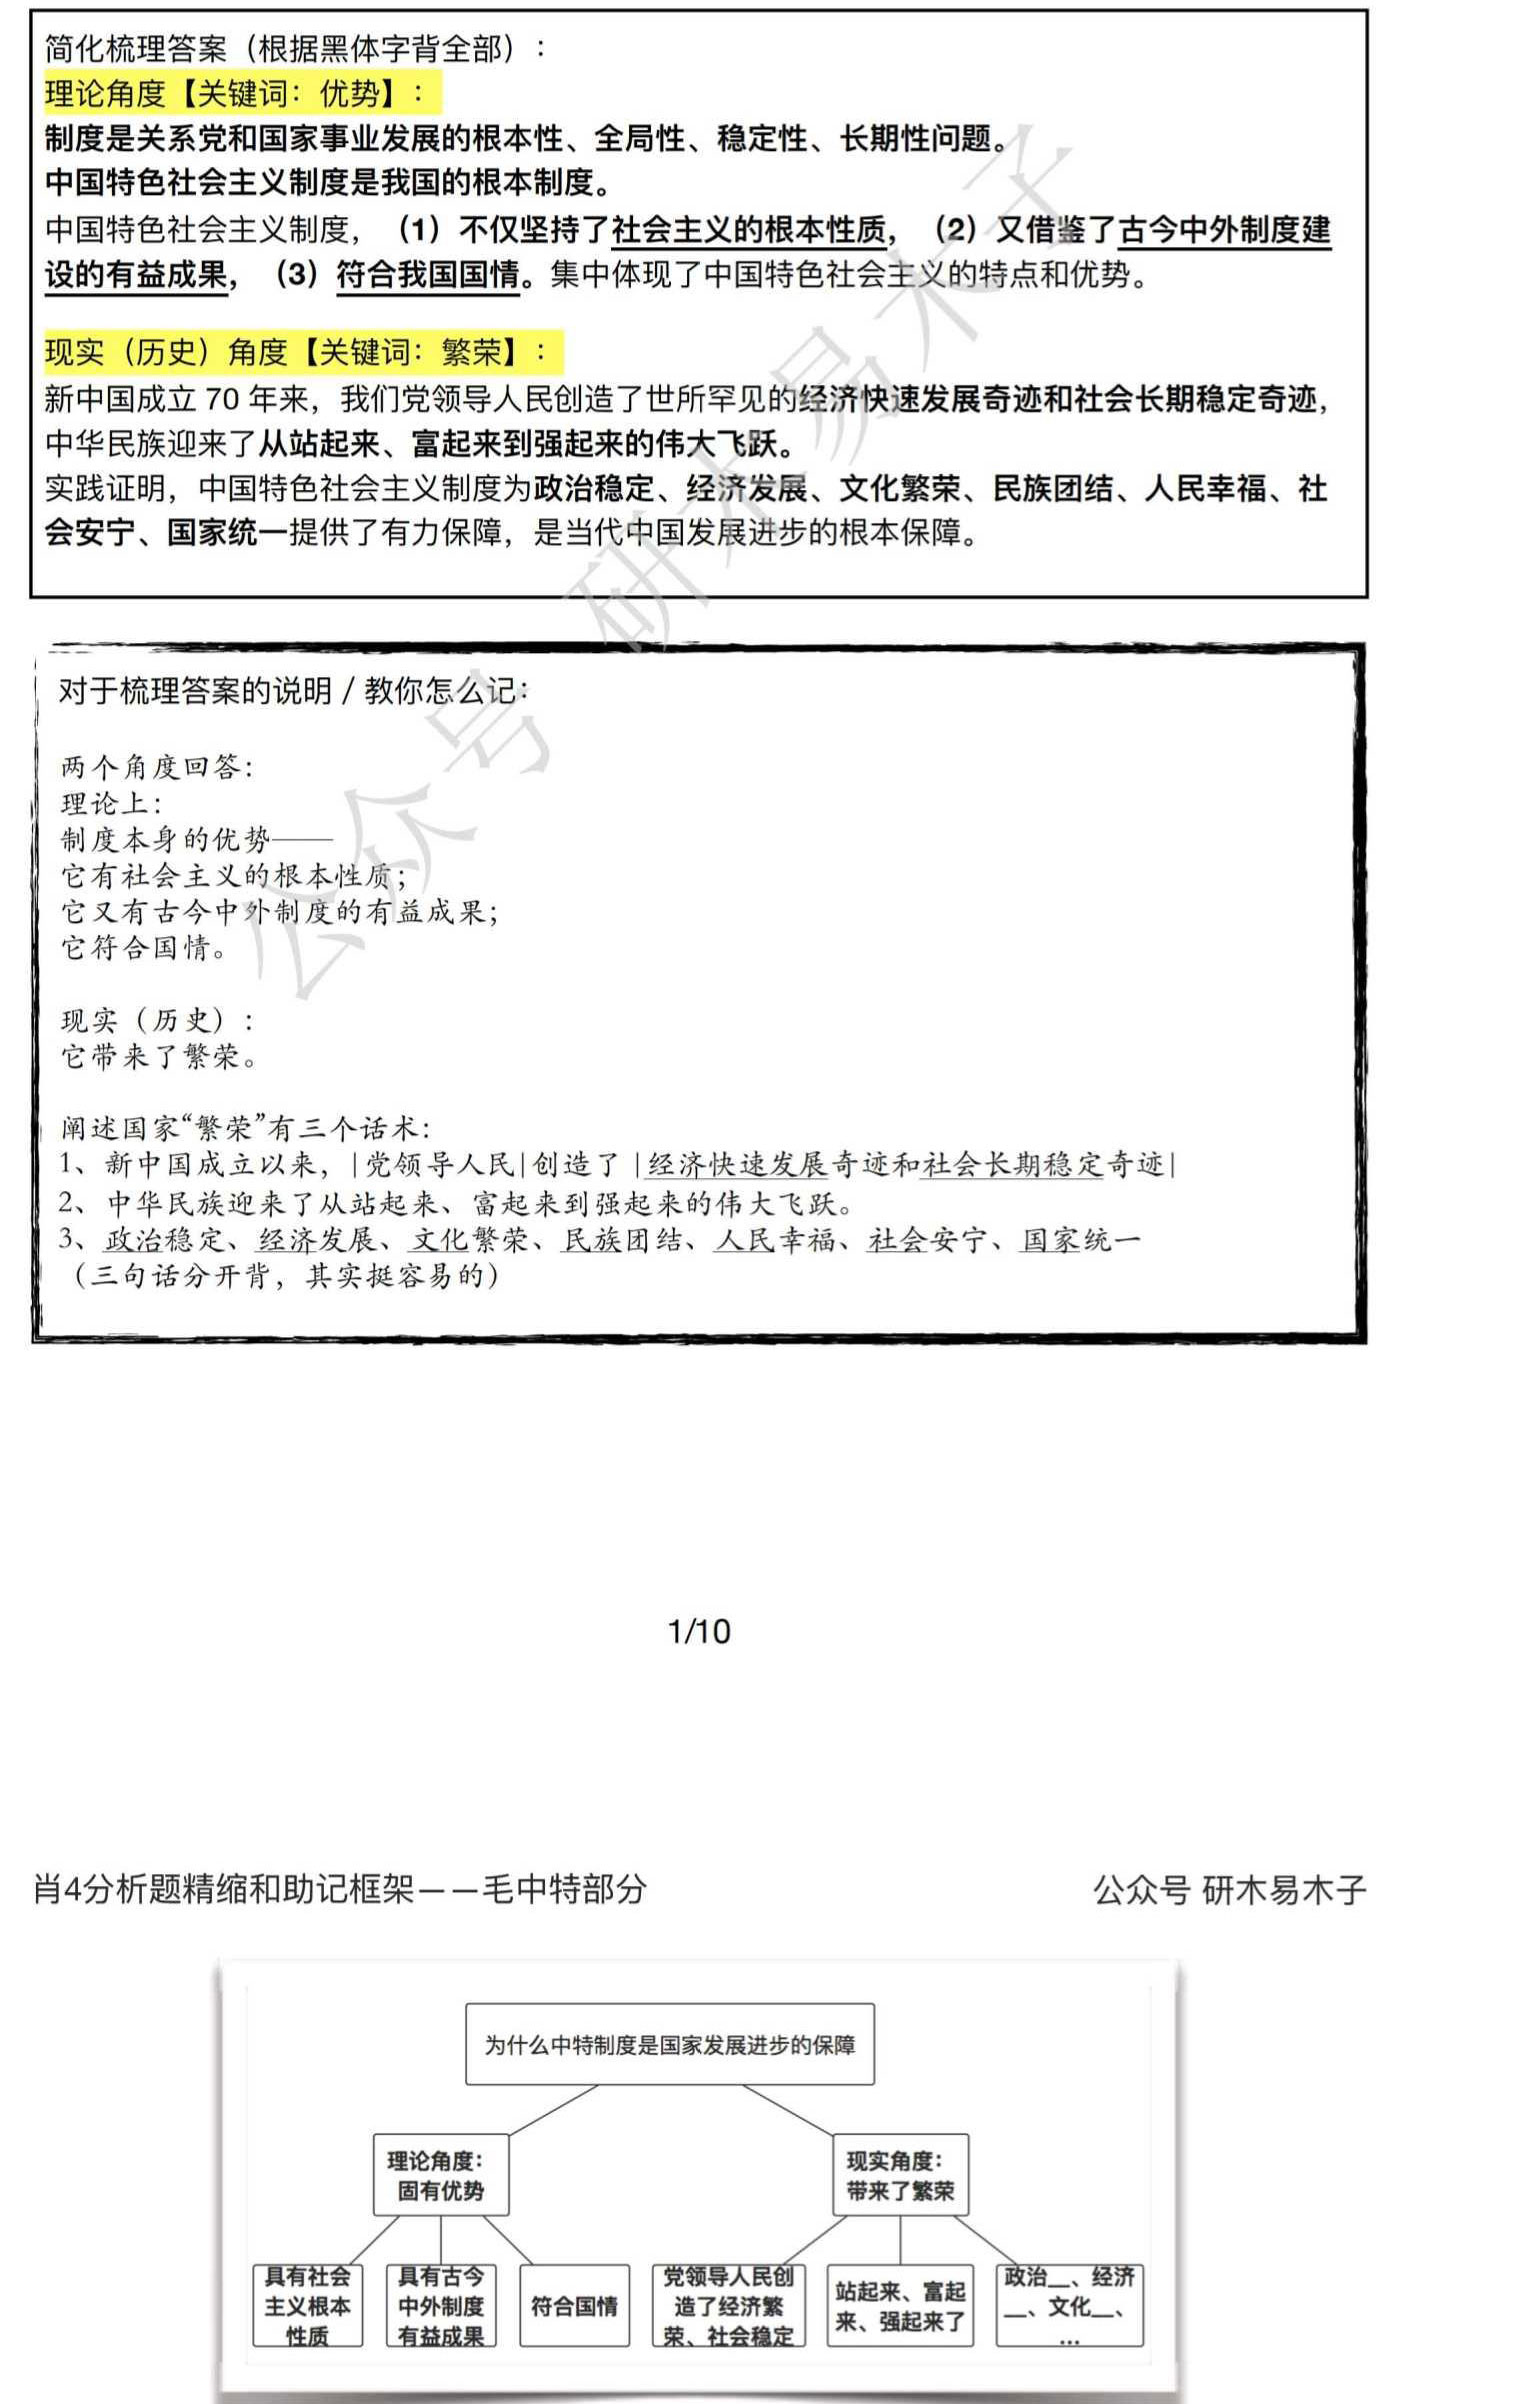 简化梳理答案（根据黑体字背全部）：
理论角度【关键词：优势】：
制度是关系党和国家事业发展的根本性、全局性、稳定性、长期性问题。
中国特色社会主义制度是我国的根本制度。
中国特色社会主义制度，（1）不仅坚持了社会主义的根本性质，（2）又借鉴了古今中外制度建
设的有益成果，（3）符合我国国情。集中体现了中国特色社会主义的特点和优势。
现实（历史）角度【关键词：繁荣】：
新中国成立 70 年来，我们党领导人民创造了世所罕见的经济快速发展奇迹和社会长期稳定奇迹，
中华民族迎来了从站起来、富起来到强起来的伟大飞跃。
实践证明，中国特色社会主义制度为政治稳定、经济发展、文化繁荣、民族团结、人民幸福、社
会安宁、国家统一提供了有力保障，是当代中国发展进步的根本保障。
公众号 研木易木子
对于梳理答案的说明 / 教你怎么记：
两个角度回答：
理论上：
制度本身的优势——
它有社会主义的根本性质；
它又有古今中外制度的有益成果；
它符合国情。
现实（历史）：
它带来了繁荣。
阐述国家“繁荣”有三个话术：
1、新中国成立以来，|党领导人民|创造了 |经济快速发展奇迹和社会长期稳定奇迹|
2、中华民族迎来了从站起来、富起来到强起来的伟大飞跃。
3、政治稳定、经济发展、文化繁荣、民族团结、人民幸福、社会安宁、国家统一
（三句话分开背，其实挺容易的）
1/10
肖4分析题精缩和助记框架——毛中特部分
公众号 研木易木子
为什么中特制度是国家发展进步的保障
理论角度：
固有优势
现实角度：
带来了繁荣
具有社会
主义根本
性质
具有古今
中外制度
有益成果
符合国情
党领导人民创
造了经济繁
荣、社会稳定
站起来、富起
来、强起来了
政治__、经济
__、文化__、
...